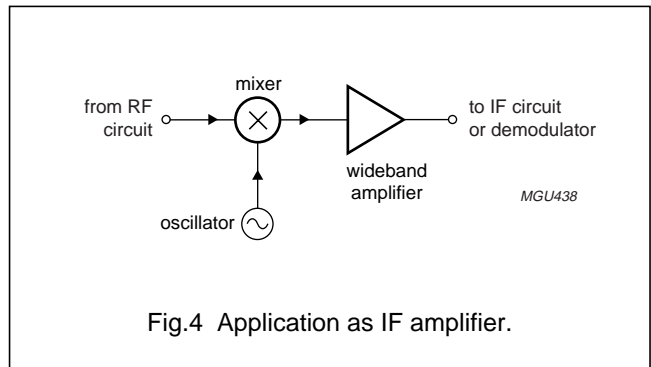 mixer
from RF
circuit
to IF circuit
or demodulator
wideband
amplifier
MGU438
oscillator
Fig.4 Application as IF amplifier.